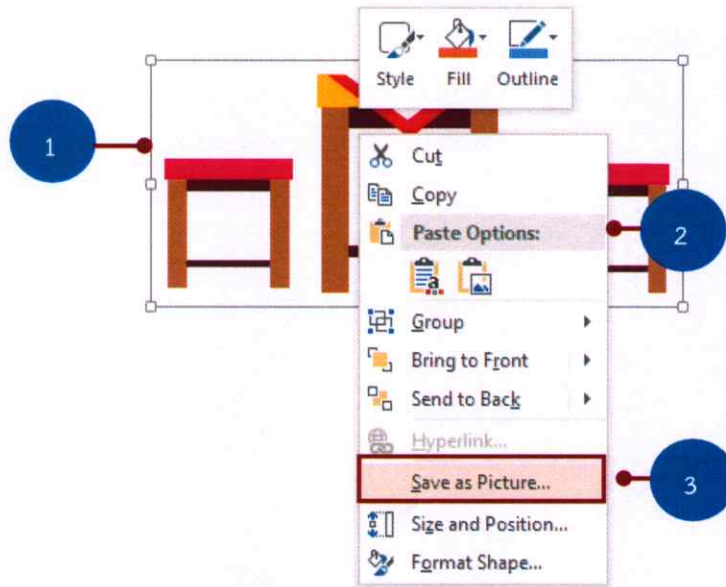 Style Fill Outline
1
Cut
Copy
Paste Options:
2
Group
Bring to Front
Send to Back
Hyperlink...
Save as Picture...
3
Size and Position...
Format Shape...